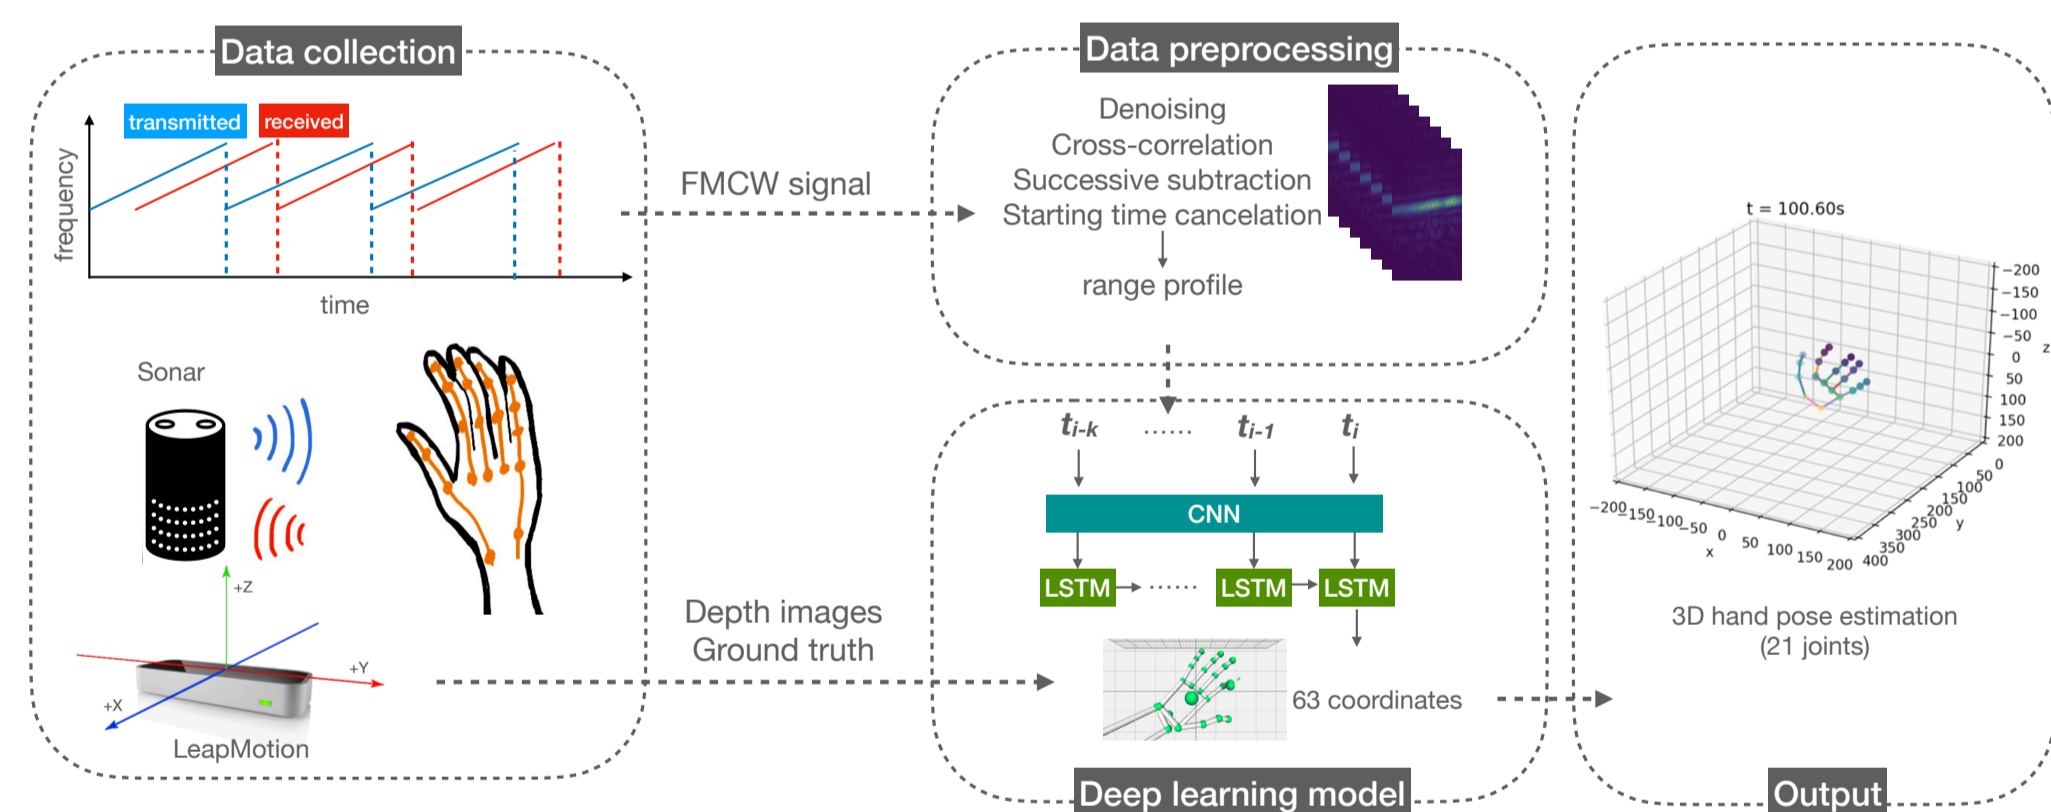 Data collection
transmitted
received
frequency
time
Sonar
+Z
+Y
+X
LeapMotion
FMCW signal
Depth images
Ground truth
Data preprocessing
Denoising
Cross-correlation
Successive subtraction
Starting time cancelation
range profile
ti-k ...... ti-1 ti
CNN
LSTM ...... LSTM LSTM
63 coordinates
Deep learning model
t = 100.60s
−200
−150
−100
−50
0
50
100
150
200
z
−200 −150 −100 −50 0 50 100 150 200
x
0
50
100
150
200
250
300
350
400
y
3D hand pose estimation
(21 joints)
Output